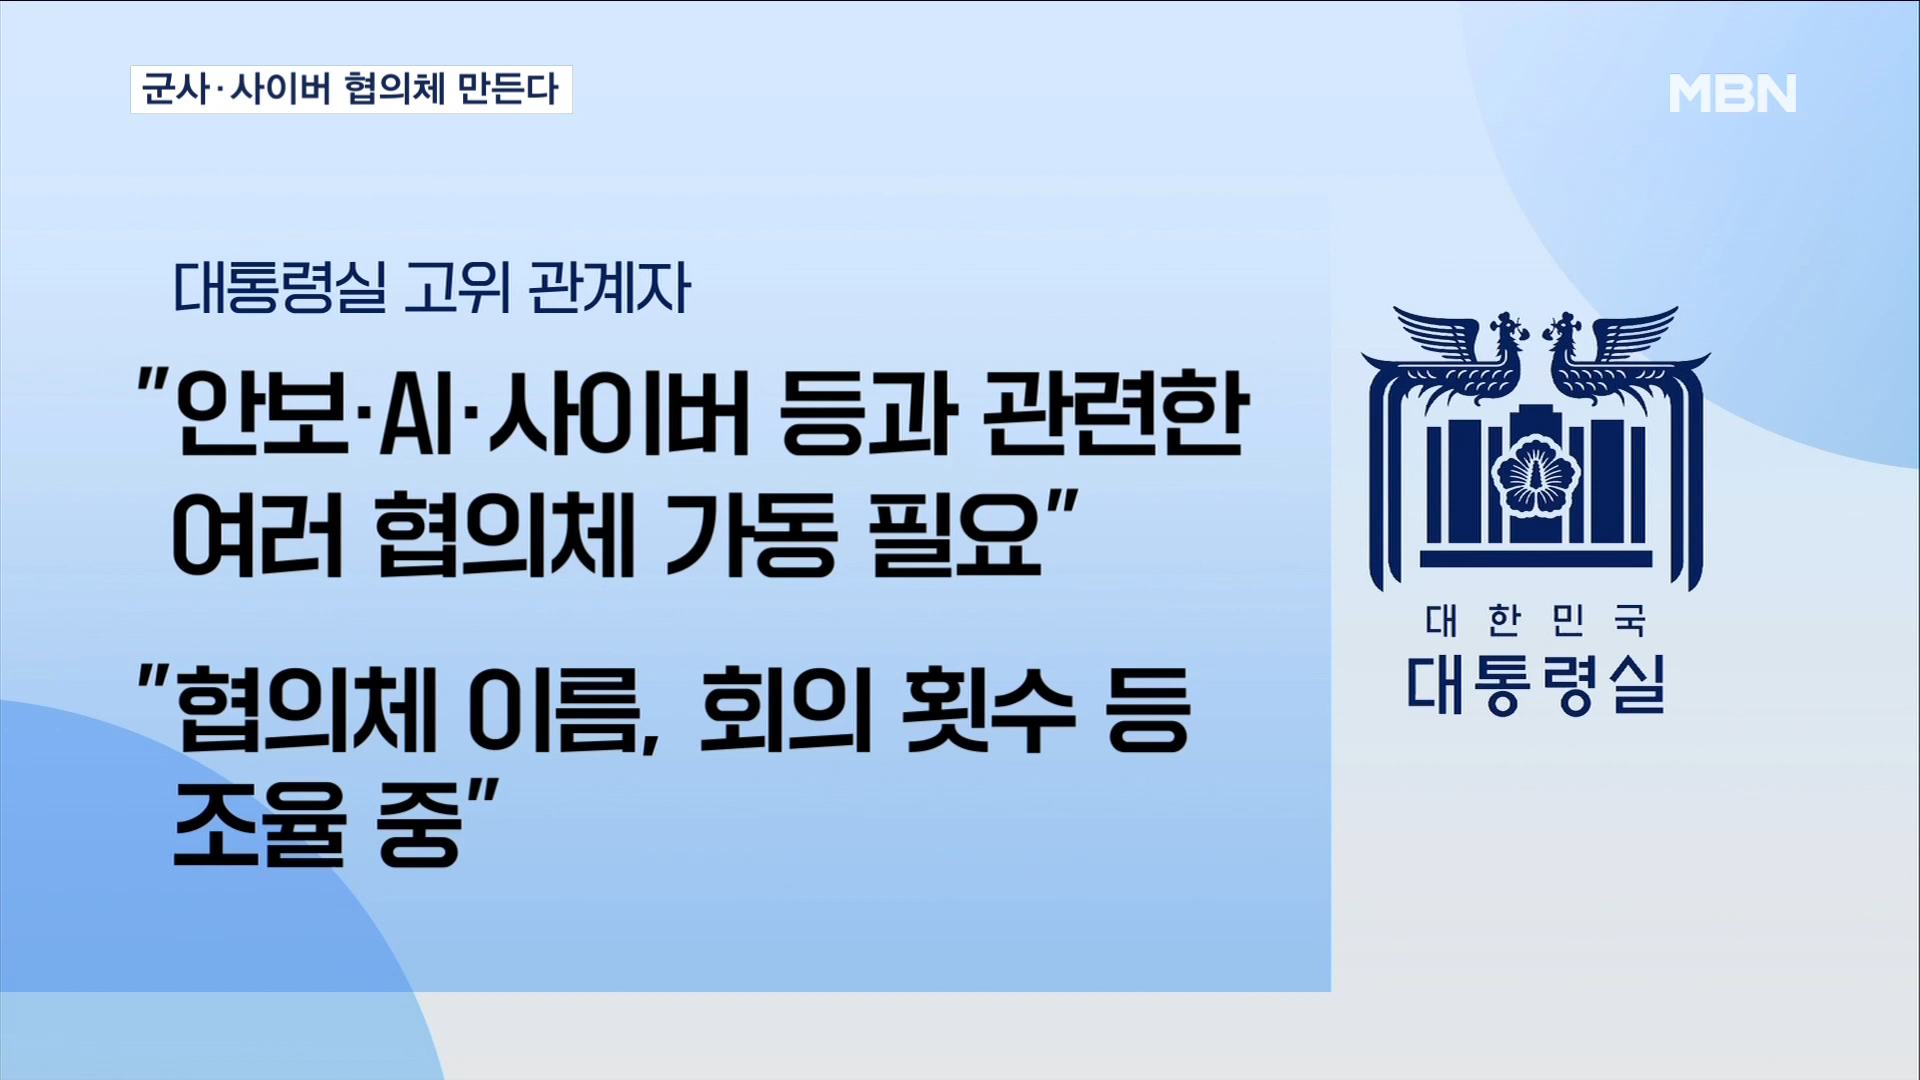 군사·사이버 협의체 만든다
MBN
대통령실 고위 관계자
"안보·AI·사이버 등과 관련한
여러 협의체 가동 필요"
"협의체 이름, 회의 횟수 등
조율 중"
대한민국
대통령실